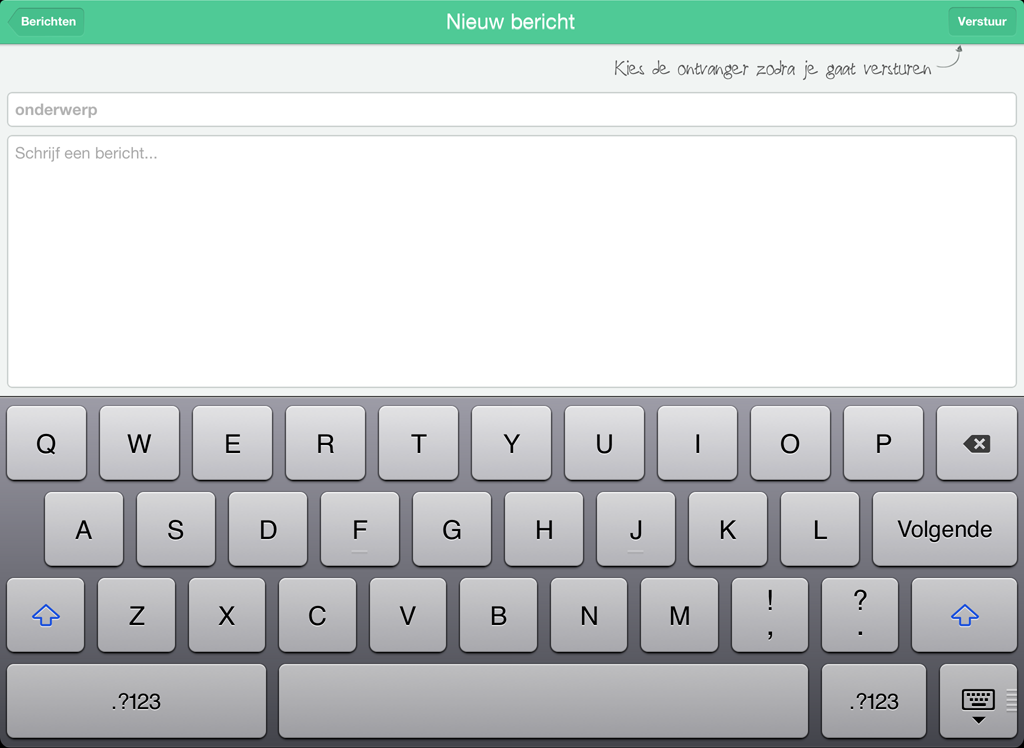 Berichten Nieuw bericht Verstuur
Kies de ontvanger zodra je gaat versturen
onderwerp
Schrijf een bericht...
Q W E R T Y U I O P
A S D F G H J K L Volgende
Z X C V B N M ! , ? .
.?123 .?123